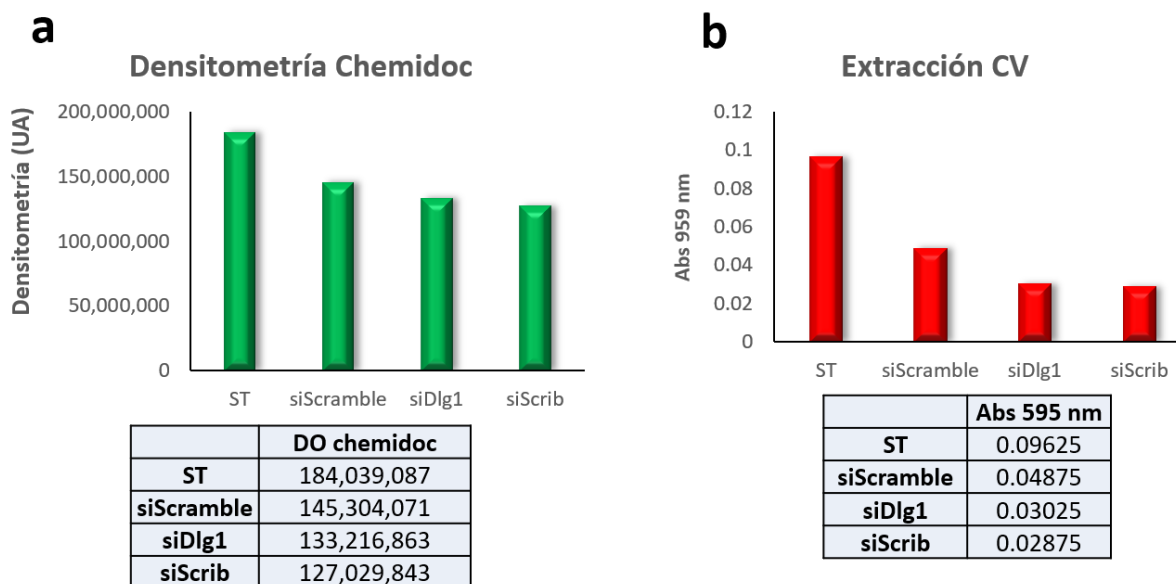 a
Densitometría Chemidoc
Densitometría (UA)
200,000,000
150,000,000
100,000,000
50,000,000
0
ST siScramble siDlg1 siScrib
DO chemidoc
ST 184,039,087
siScramble 145,304,071
siDlg1 133,216,863
siScrib 127,029,843
b
Extracción CV
Abs 959 nm
0.12
0.1
0.08
0.06
0.04
0.02
0
ST siScramble siDlg1 siScrib
Abs 595 nm
ST 0.09625
siScramble 0.04875
siDlg1 0.03025
siScrib 0.02875